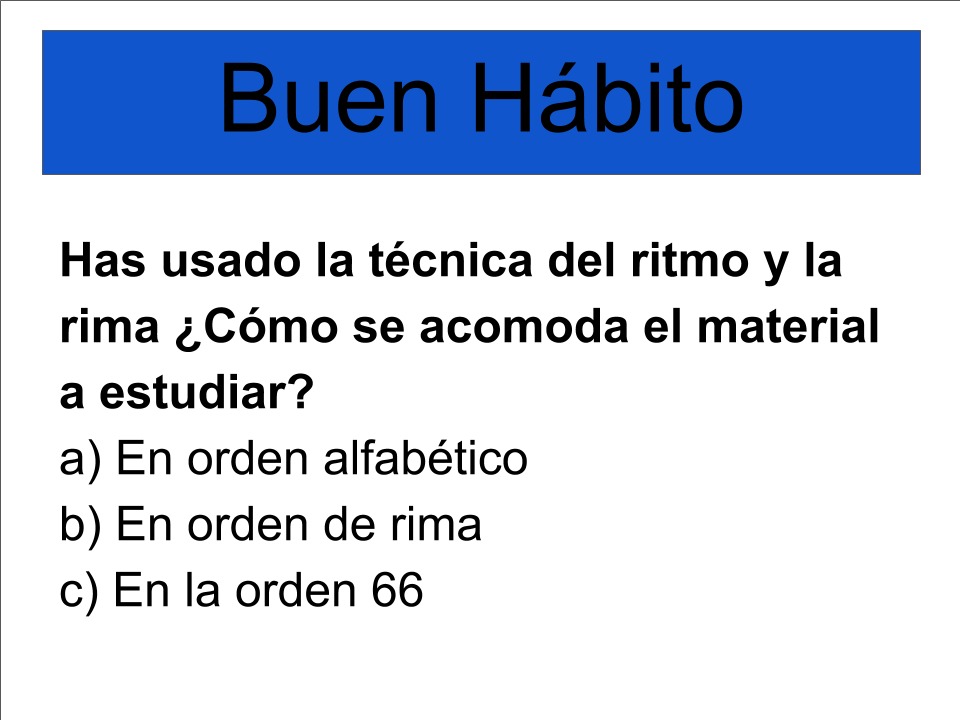 Buen Hábito
Has usado la técnica del ritmo y la
rima ¿Cómo se acomoda el material
a estudiar?
a) En orden alfabético
b) En orden de rima
c) En la orden 66